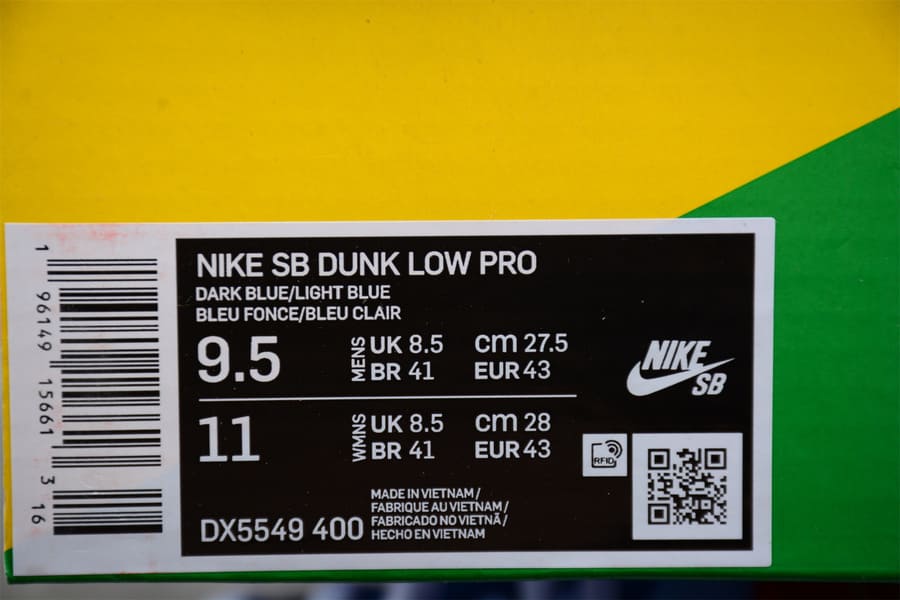 1 96149 15661 3 16
NIKE SB DUNK LOW PRO
DARK BLUE/LIGHT BLUE
BLEU FONCE/BLEU CLAIR
9.5 MENS UK 8.5 cm 27.5
BR 41 EUR 43
11 WMNS UK 8.5 cm 28
BR 41 EUR 43
NIKE
SB
RFID
DX5549 400
MADE IN VIETNAM /
FABRIQUE AU VIETNAM /
FABRICADO NO VIETNÃ /
HECHO EN VIETNAM